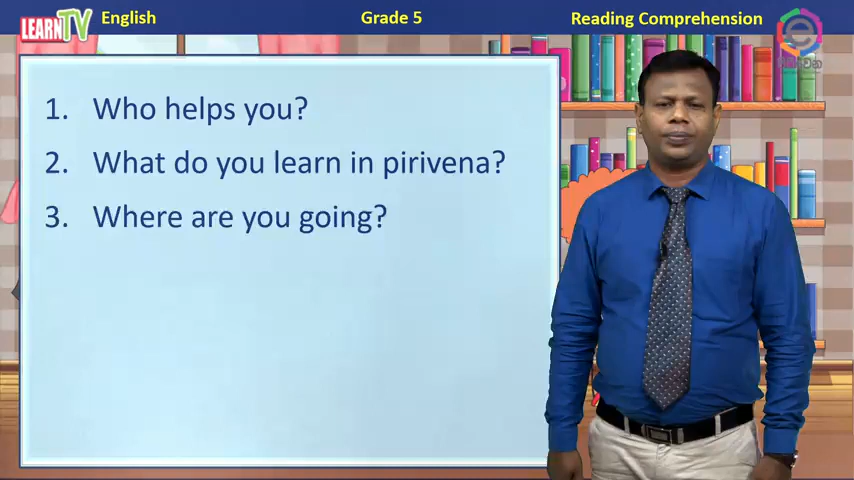 LEARN TV
English
Grade 5
Reading Comprehension
1. Who helps you?
2. What do you learn in pirivena?
3. Where are you going?